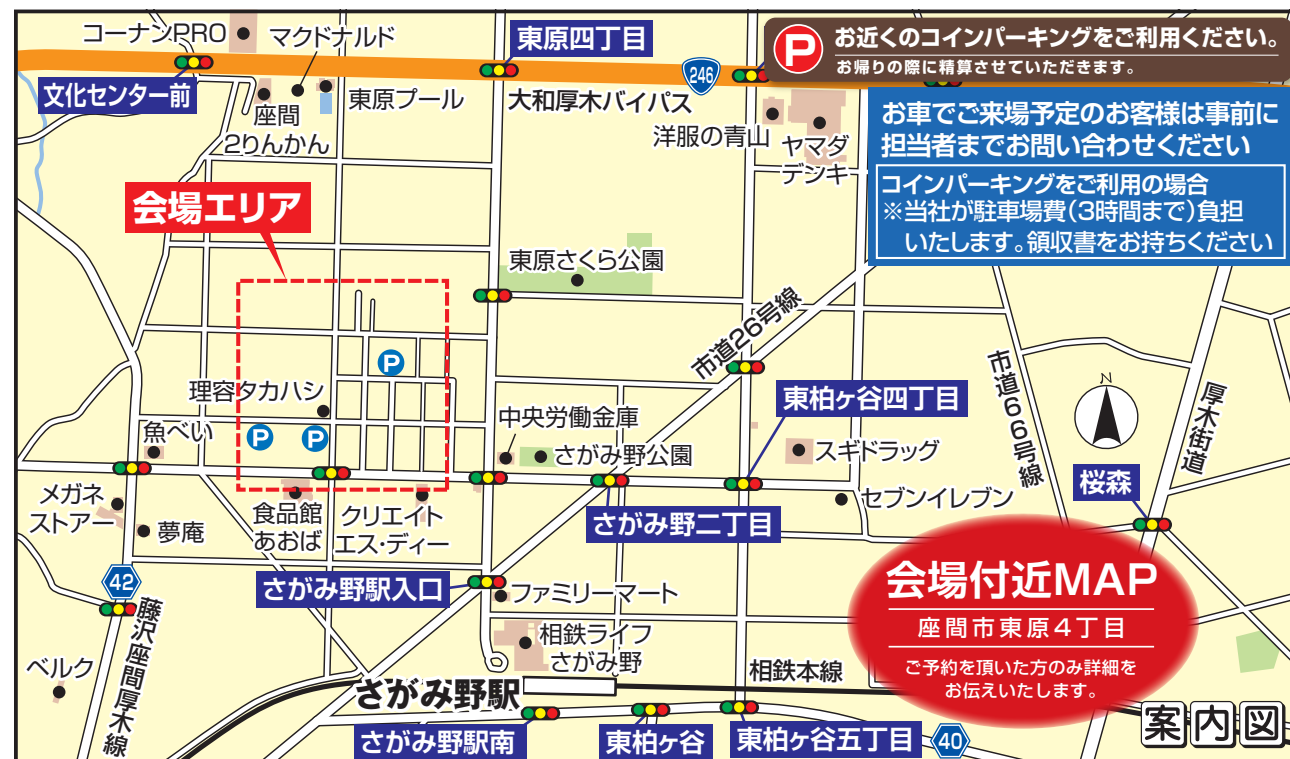 コーナンPRO
マクドナルド
東原四丁目
P
お近くのコインパーキングをご利用ください。
お帰りの際に精算させていただきます。
246
文化センター前
東原プール
大和厚木バイパス
座間
2りんかん
洋服の青山
ヤマダ
デンキ
お車でご来場予定のお客様は事前に
担当者までお問い合わせください
コインパーキングをご利用の場合
※当社が駐車場費(3時間まで)負担
いたします。領収書をお持ちください
会場エリア
東原さくら公園
市道26号線
市道66号線
厚木街道
N
P
理容タカハシ
P
P
魚べい
中央労働金庫
さがみ野公園
東柏ヶ谷四丁目
スギドラッグ
セブンイレブン
桜森
メガネ
ストアー
夢庵
食品館
あおば
クリエイト
エス・ディー
さがみ野二丁目
42
藤沢座間厚木線
さがみ野駅入口
ファミリーマート
相鉄ライフ
さがみ野
ベルク
さがみ野駅
相鉄本線
会場付近MAP
座間市東原4丁目
ご予約を頂いた方のみ詳細を
お伝えいたします。
さがみ野駅南
東柏ヶ谷
東柏ヶ谷五丁目
40
案内図